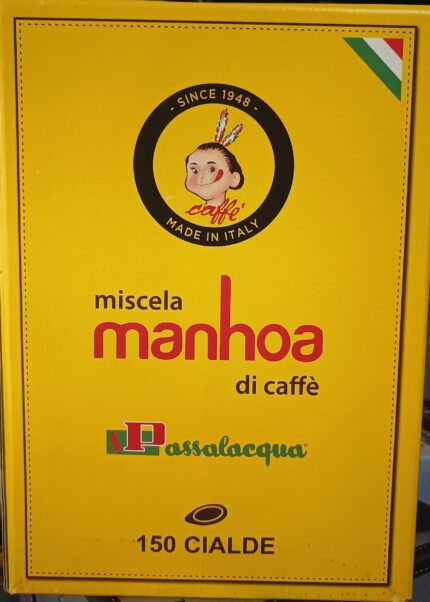 - SINCE 1948 -
caffè
MADE IN ITALY
miscela
manhoa
di caffè
Passalacqua®
150 CIALDE